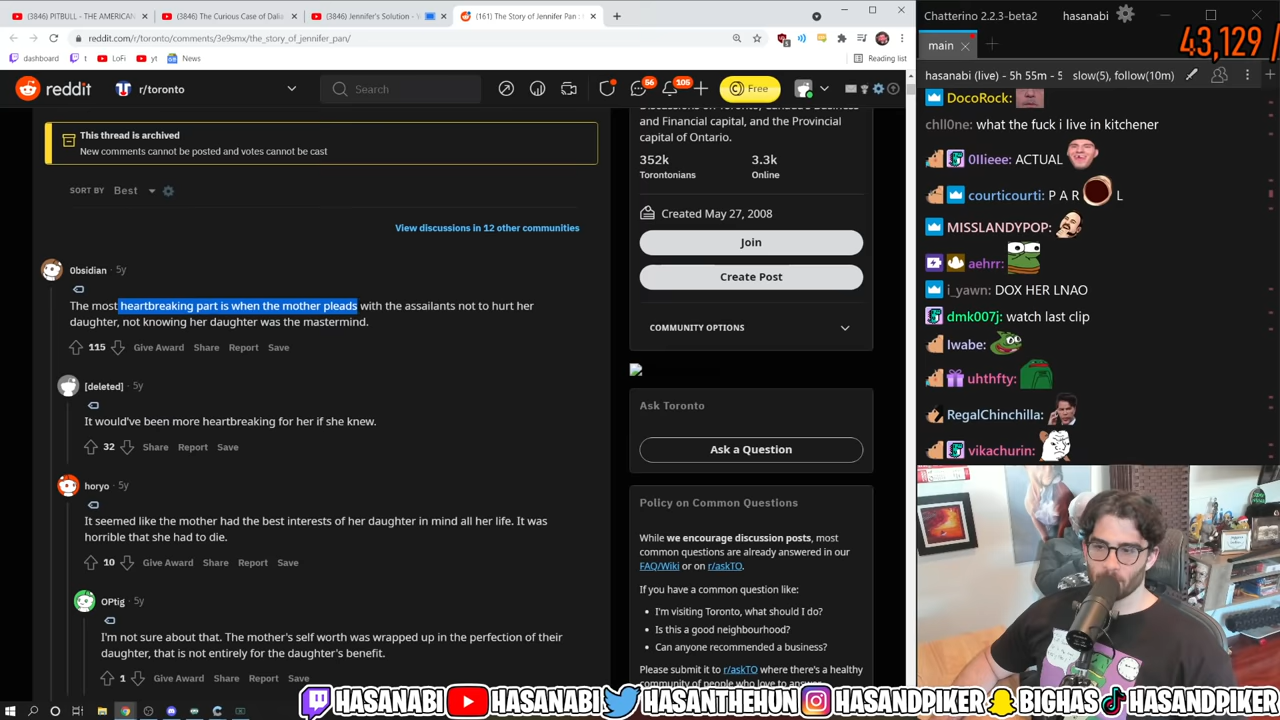 (3846) PITBULL - THE AMERICAN
(3846) The Curious Case of Dalia
(3846) Jennifer's Solution - Y
(161) The Story of Jennifer Pan :
reddit.com/r/toronto/comments/3e9smx/the_story_of_jennifer_pan/
dashboard
t
LoFi
yt
News
Reading list
reddit
r/toronto
Search
56
105
Free
This thread is archived
New comments cannot be posted and votes cannot be cast
SORT BY Best
View discussions in 12 other communities
0bsidian · 5y
The most heartbreaking part is when the mother pleads with the assailants not to hurt her
daughter, not knowing her daughter was the mastermind.
115 Give Award Share Report Save
[deleted] · 5y
It would've been more heartbreaking for her if she knew.
32 Share Report Save
horyo · 5y
It seemed like the mother had the best interests of her daughter in mind all her life. It was
horrible that she had to die.
10 Give Award Share Report Save
OPtig · 5y
I'm not sure about that. The mother's self worth was wrapped up in the perfection of their
daughter, that is not entirely for the daughter's benefit.
1 Give Award Share Report Save
Discussions on Toronto, Canada's Business
and Financial capital, and the Provincial
capital of Ontario.
352k 3.3k
Torontonians Online
Created May 27, 2008
Join
Create Post
COMMUNITY OPTIONS
Ask Toronto
Ask a Question
Policy on Common Questions
While we encourage discussion posts, most
common questions are already answered in our
FAQ/Wiki or on r/askTO.
If you have a common question like:
• I'm visiting Toronto, what should I do?
• Is this a good neighbourhood?
• Can anyone recommended a business?
Please submit it to r/askTO where there's a healthy
community of people who love to answer
Chatterino 2.2.3-beta2
hasanabi
43,129 /
main
hasanabi (live) - 5h 55m - 5
slow(5), follow(10m)
DocoRock:
chll0ne: what the fuck i live in kitchener
0IIieee: ACTUAL
courticourti: P A R L
MISSLANDYPOP:
aehrr:
i_yawn: DOX HER LNAO
dmk007j: watch last clip
Iwabe:
uhthfty:
RegalChinchilla:
vikachurin:
HASANABI HASANABI HASANTHEHUN HASANDPIKER BIGHAS HASANDPIKER